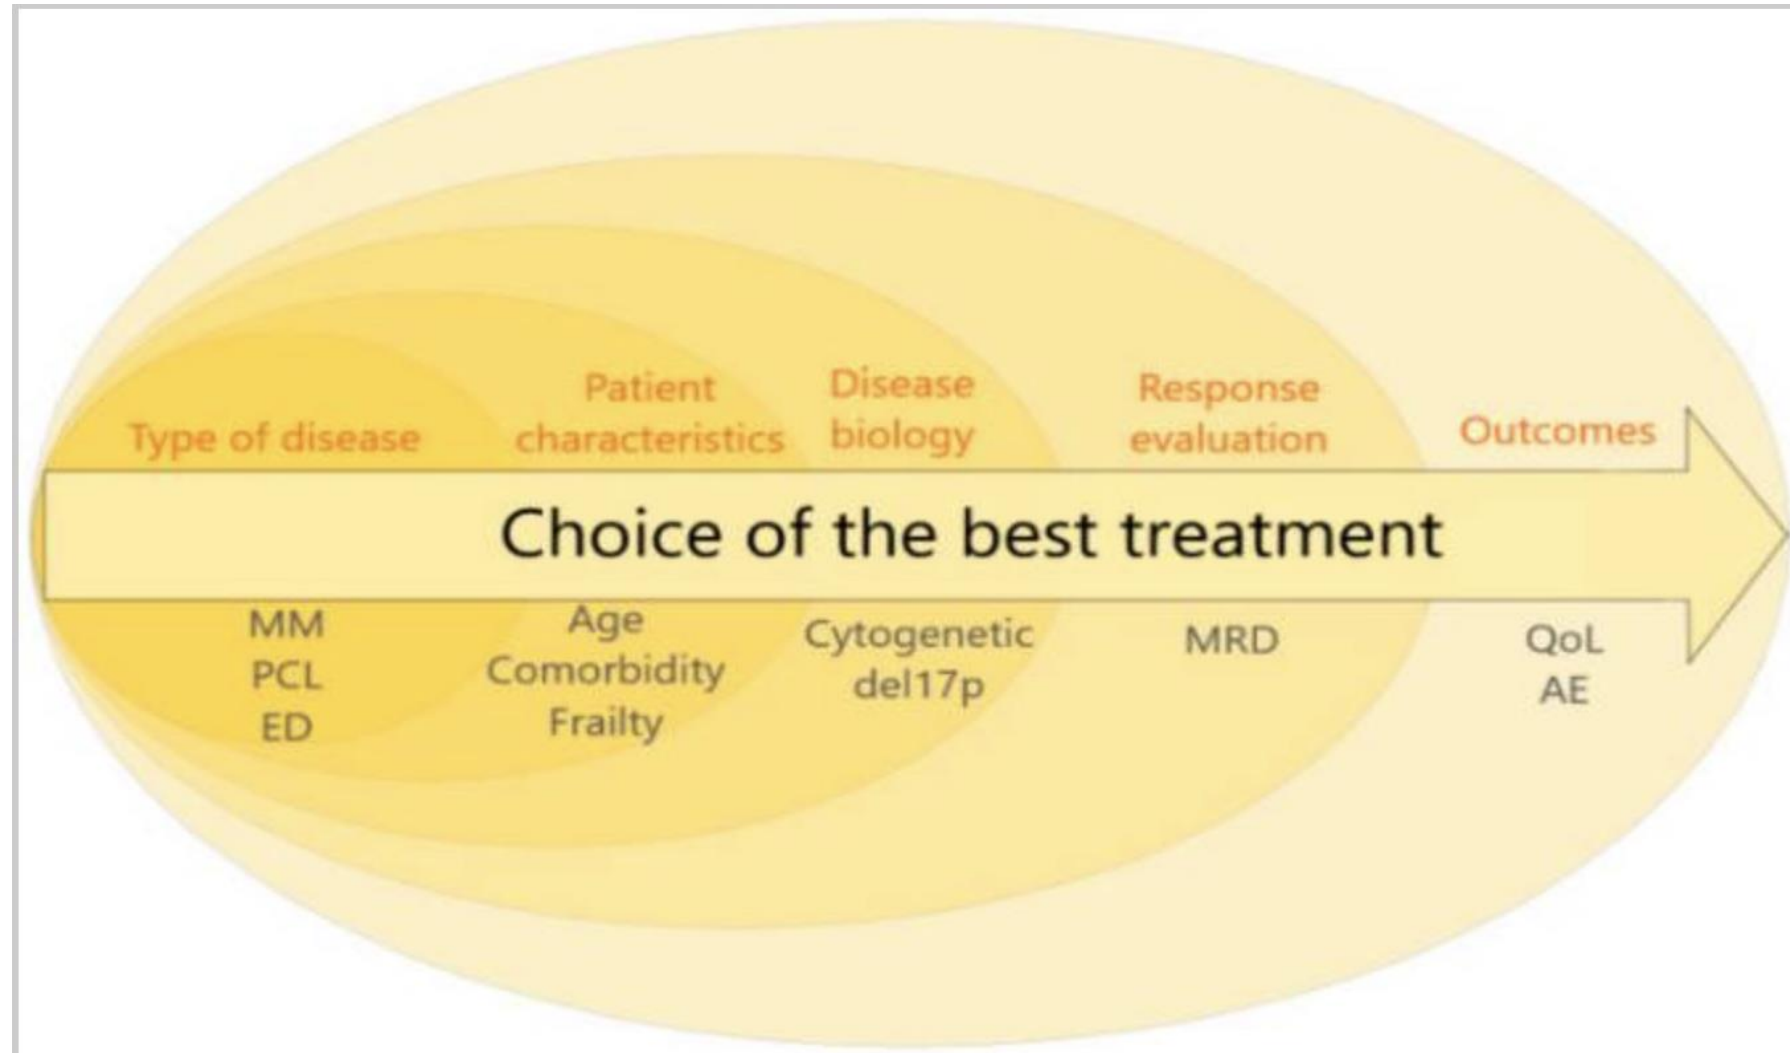 Type of disease
Patient
characteristics
Disease
biology
Response
evaluation
Outcomes
Choice of the best treatment
MM
PCL
ED
Age
Comorbidity
Frailty
Cytogenetic
del17p
MRD
QoL
AE